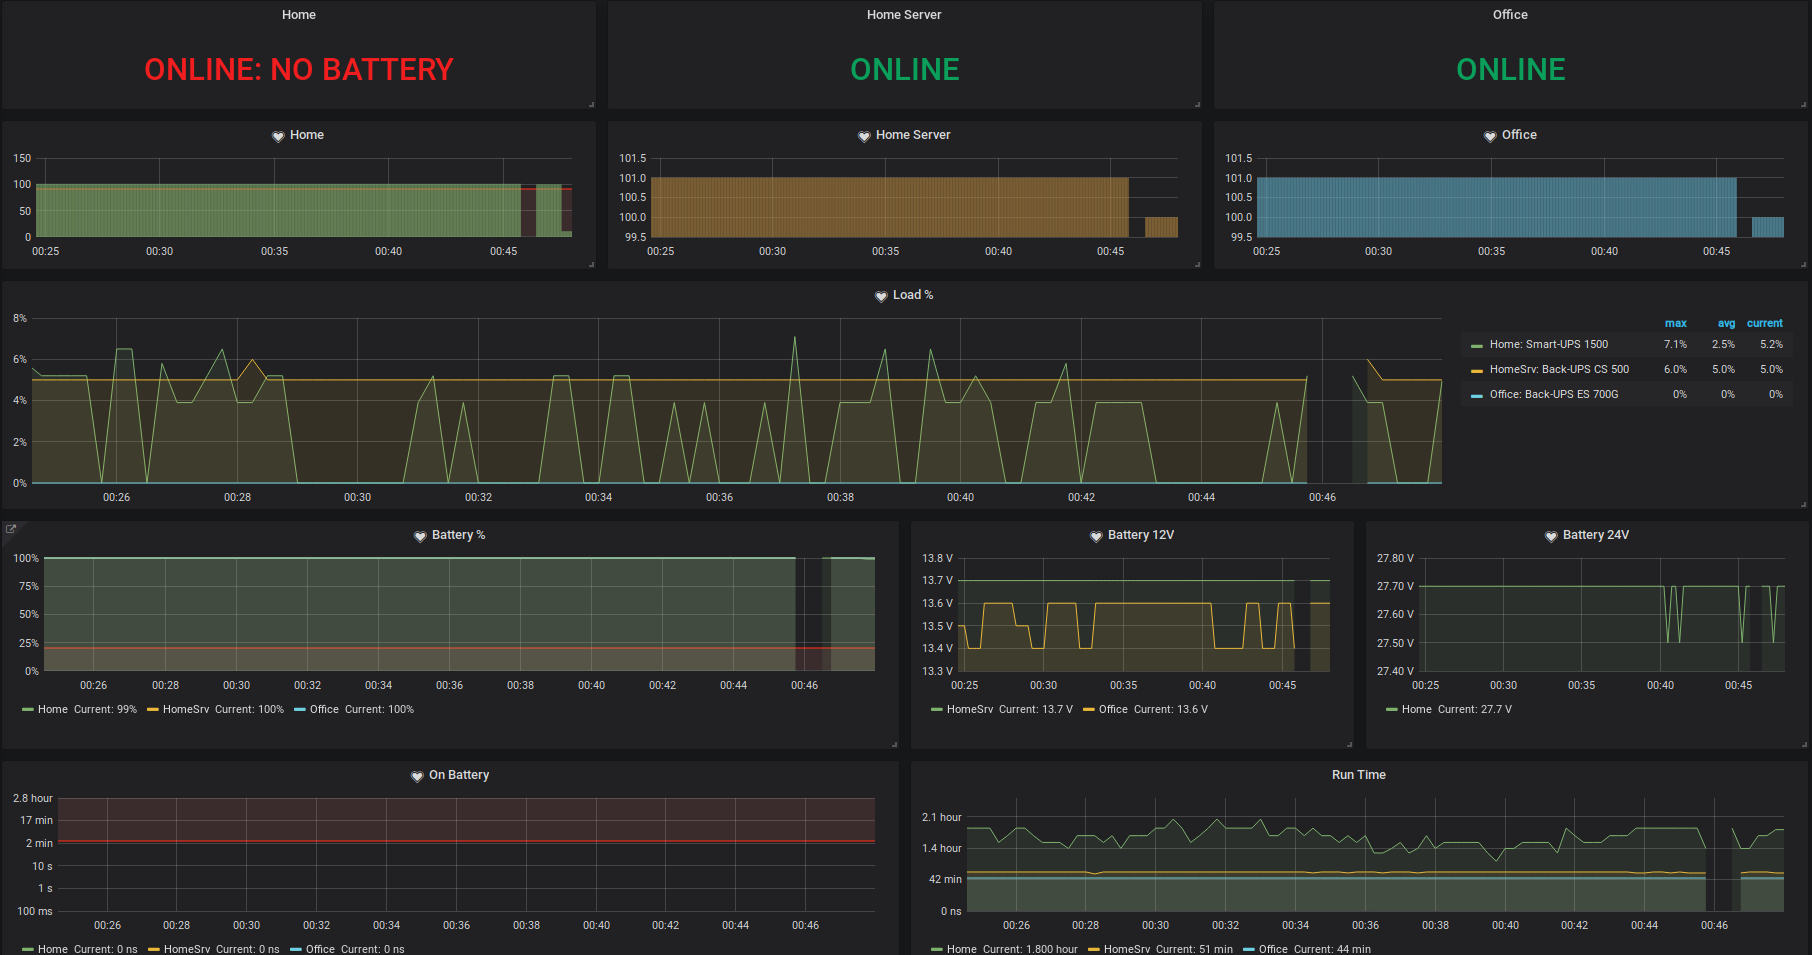 Home
Home Server
Office
ONLINE: NO BATTERY
ONLINE
ONLINE
Home
150
100
50
0
00:25 00:30 00:35 00:40 00:45
Home Server
101.5
101.0
100.5
100.0
99.5
00:25 00:30 00:35 00:40 00:45
Office
101.5
101.0
100.5
100.0
99.5
00:25 00:30 00:35 00:40 00:45
Load %
8%
6%
4%
2%
0%
00:26 00:28 00:30 00:32 00:34 00:36 00:38 00:40 00:42 00:44 00:46
max avg current
Home: Smart-UPS 1500 7.1% 2.5% 5.2%
HomeSrv: Back-UPS CS 500 6.0% 5.0% 5.0%
Office: Back-UPS ES 700G 0% 0% 0%
Battery %
100%
75%
50%
25%
0%
00:26 00:28 00:30 00:32 00:34 00:36 00:38 00:40 00:42 00:44 00:46
Home Current: 99% HomeSrv Current: 100% Office Current: 100%
Battery 12V
13.8 V
13.7 V
13.6 V
13.5 V
13.4 V
13.3 V
00:25 00:30 00:35 00:40 00:45
HomeSrv Current: 13.7 V Office Current: 13.6 V
Battery 24V
27.80 V
27.70 V
27.60 V
27.50 V
27.40 V
00:25 00:30 00:35 00:40 00:45
Home Current: 27.7 V
On Battery
2.8 hour
17 min
2 min
10 s
1 s
100 ms
00:26 00:28 00:30 00:32 00:34 00:36 00:38 00:40 00:42 00:44 00:46
Home Current: 0 ns HomeSrv Current: 0 ns Office Current: 0 ns
Run Time
2.1 hour
1.4 hour
42 min
0 ns
00:26 00:28 00:30 00:32 00:34 00:36 00:38 00:40 00:42 00:44 00:46
Home Current: 1.800 hour HomeSrv Current: 51 min Office Current: 44 min